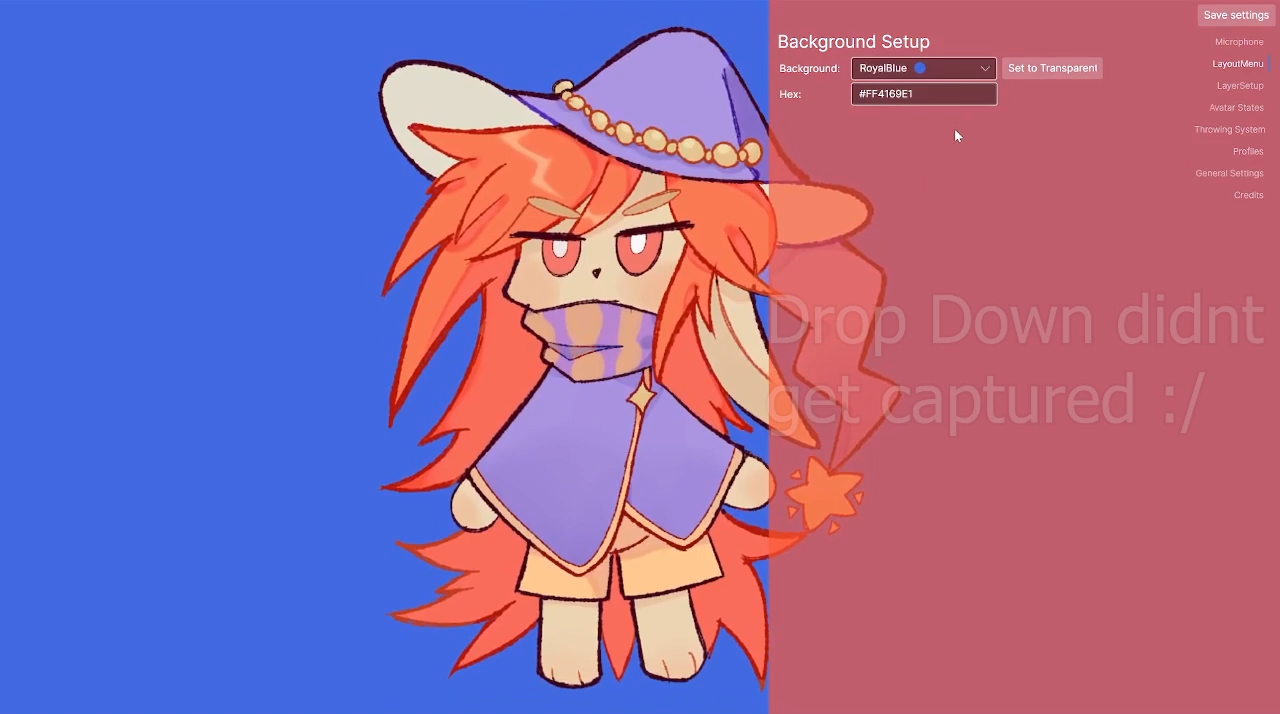 Save settings
Background Setup
Microphone
Background: RoyalBlue Set to Transparent
LayoutMenu
Hex: #FF4169E1
LayerSetup
Avatar States
Throwing System
Profiles
General Settings
Credits
Drop Down didnt
get captured :/